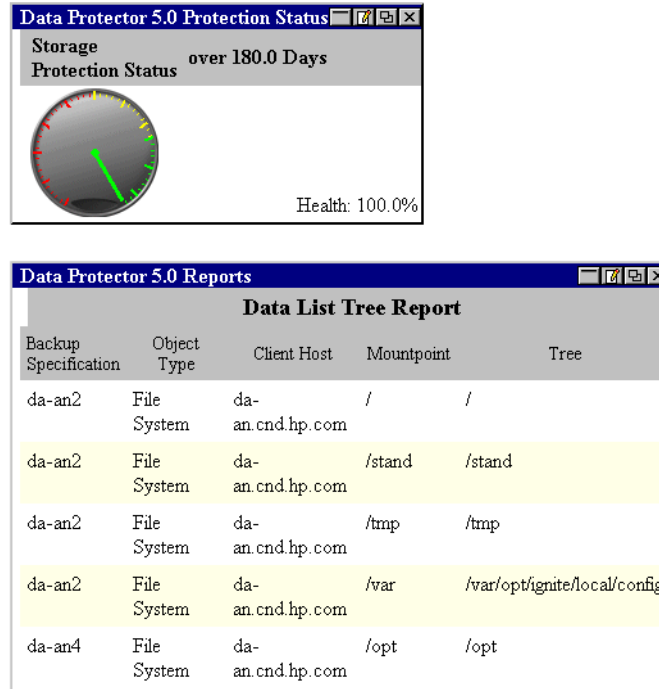 Data Protector 5.0 Protection Status
Storage
Protection Status
over 180.0 Days
Health: 100.0%
Data Protector 5.0 Reports
Data List Tree Report
Backup Specification Object Type Client Host Mountpoint Tree
da-an2 File System da-an.cnd.hp.com / /
da-an2 File System da-an.cnd.hp.com /stand /stand
da-an2 File System da-an.cnd.hp.com /tmp /tmp
da-an2 File System da-an.cnd.hp.com /var /var/opt/ignite/local/config
da-an4 File System da-an.cnd.hp.com /opt /opt